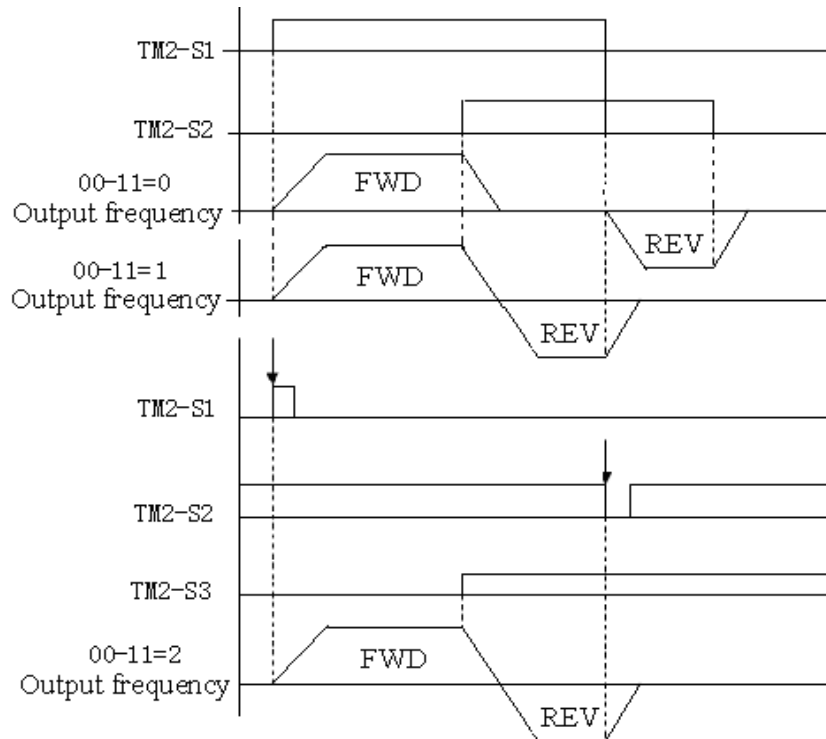 TM2-S1
TM2-S2
00-11=0
Output frequency
FWD
REV
00-11=1
Output frequency
FWD
REV
TM2-S1
TM2-S2
TM2-S3
00-11=2
Output frequency
FWD
REV